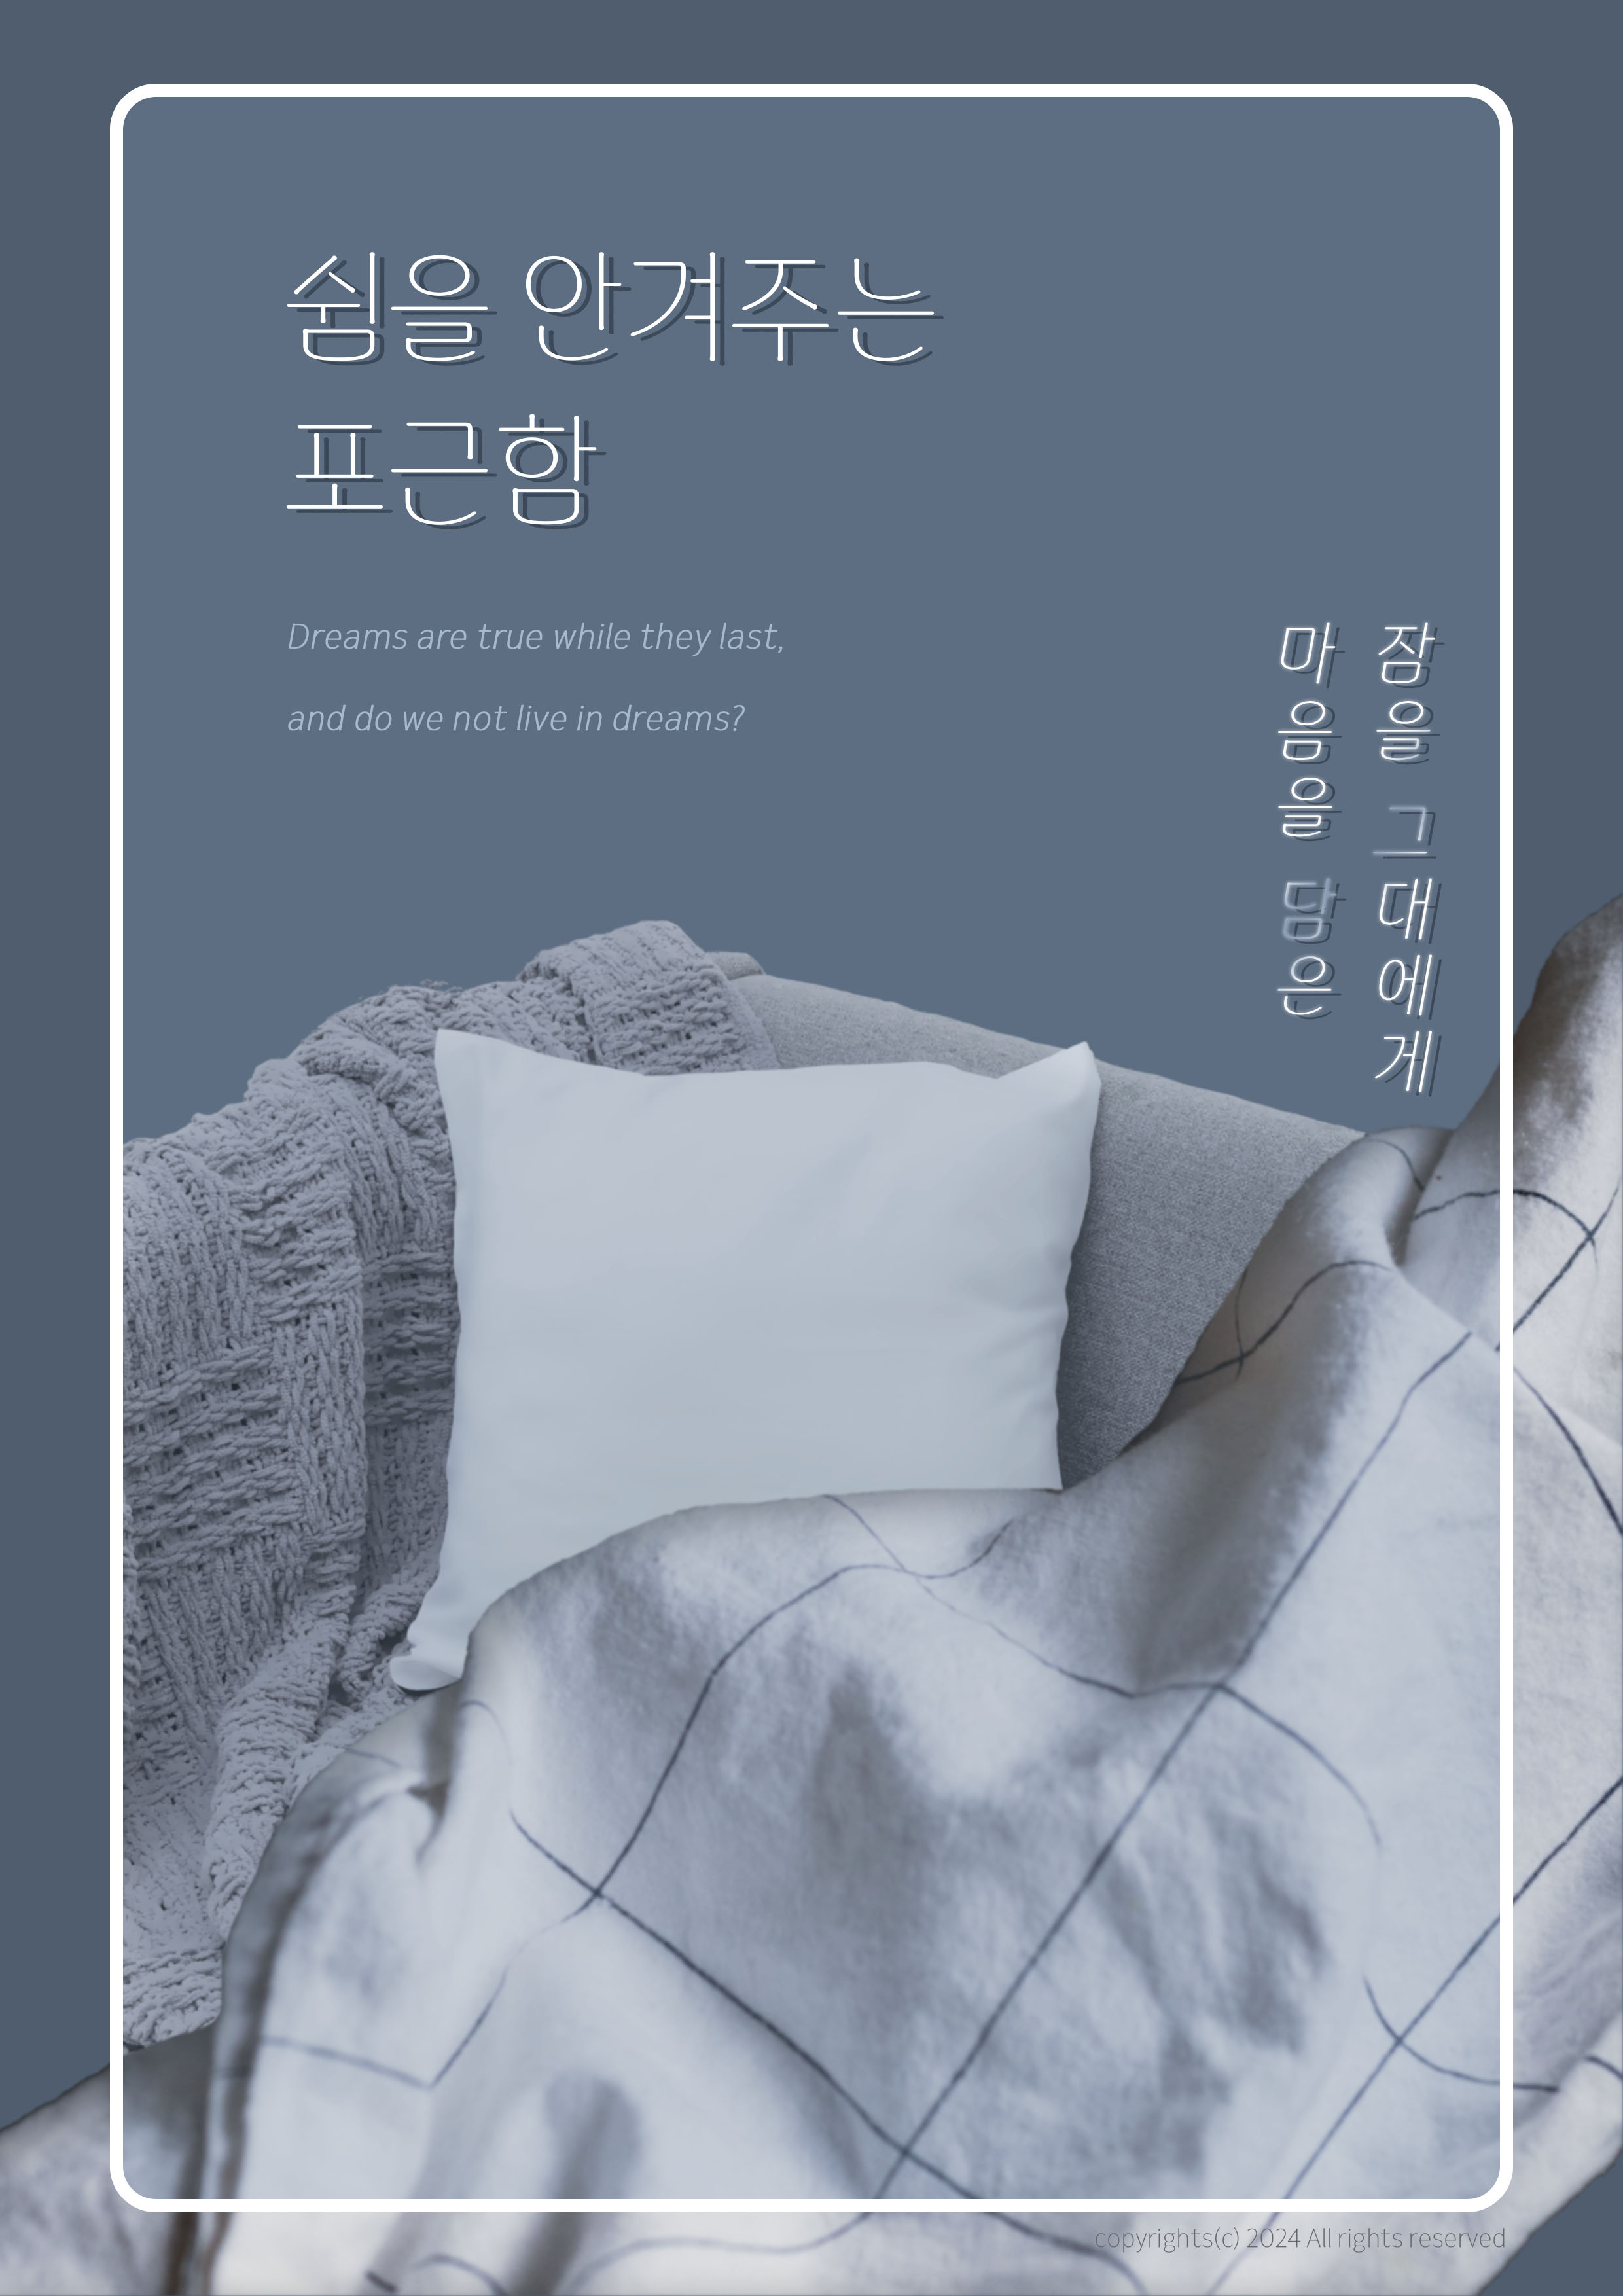 쉼을 안겨주는
포근함
Dreams are true while they last,
and do we not live in dreams?
마음을 담은
잠을 그대에게
copyrights(c) 2024 All rights reserved